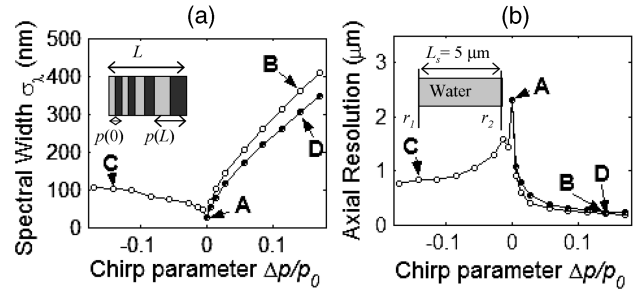 (a)
Spectral Width σλ (nm)
500
400
300
200
100
0
L
p(0)
p(L)
B
D
C
A
-0.1
0
0.1
Chirp parameter Δp/p0
(b)
Axial Resolution (μm)
3
2
1
0
Ls = 5 μm
Water
r1
r2
A
C
B
D
-0.1
0
0.1
Chirp parameter Δp/p0